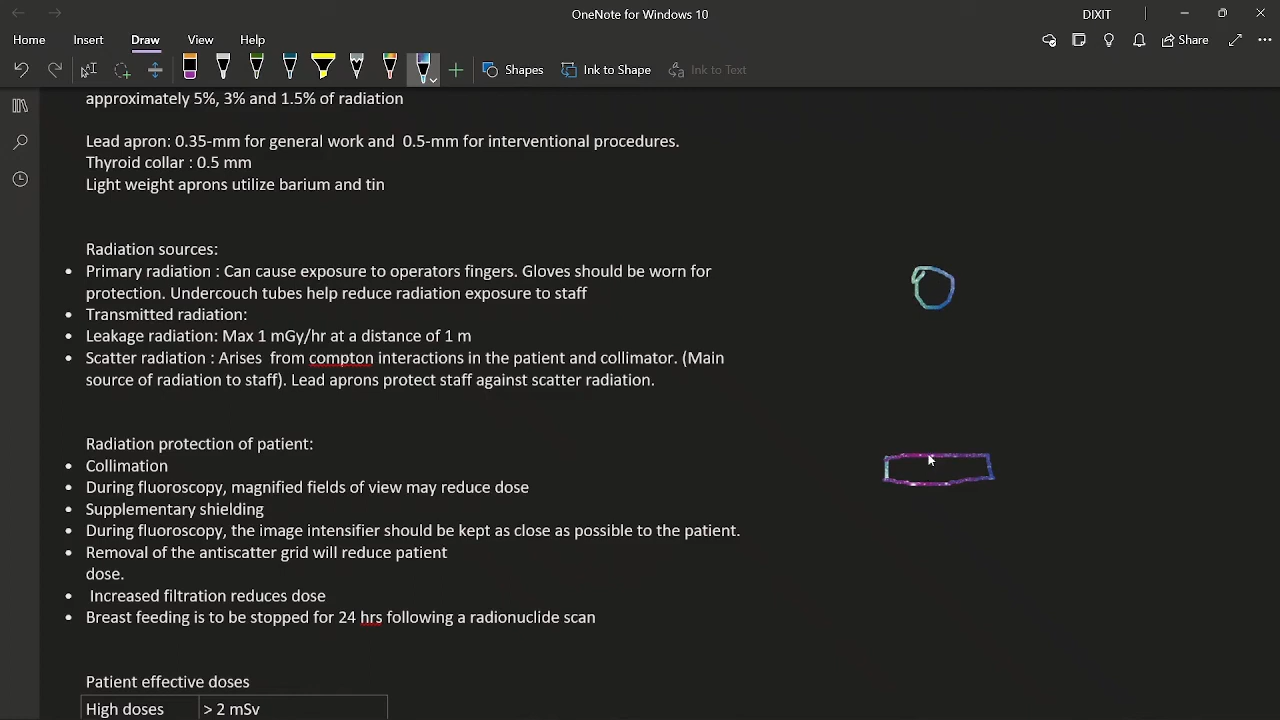 OneNote for Windows 10
DIXIT
Home Insert Draw View Help
Share
Shapes Ink to Shape Ink to Text
approximately 5%, 3% and 1.5% of radiation
Lead apron: 0.35-mm for general work and 0.5-mm for interventional procedures.
Thyroid collar : 0.5 mm
Light weight aprons utilize barium and tin
Radiation sources:
• Primary radiation : Can cause exposure to operators fingers. Gloves should be worn for
protection. Undercouch tubes help reduce radiation exposure to staff
• Transmitted radiation:
• Leakage radiation: Max 1 mGy/hr at a distance of 1 m
• Scatter radiation : Arises from compton interactions in the patient and collimator. (Main
source of radiation to staff). Lead aprons protect staff against scatter radiation.
Radiation protection of patient:
• Collimation
• During fluoroscopy, magnified fields of view may reduce dose
• Supplementary shielding
• During fluoroscopy, the image intensifier should be kept as close as possible to the patient.
• Removal of the antiscatter grid will reduce patient
dose.
• Increased filtration reduces dose
• Breast feeding is to be stopped for 24 hrs following a radionuclide scan
Patient effective doses
High doses > 2 mSv